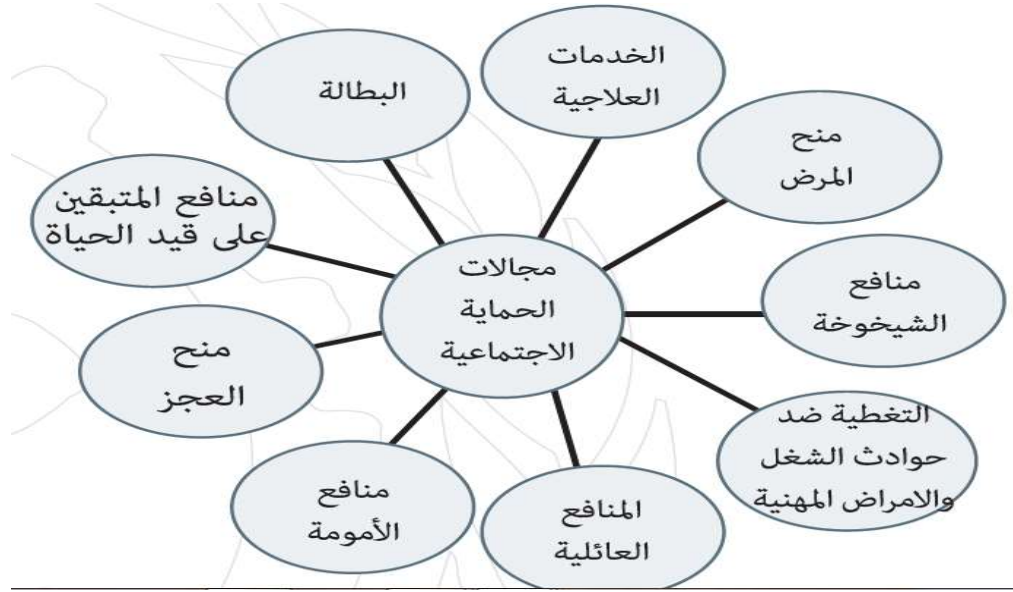 مجالات
الحماية
الاجتماعية
الخدمات
العلاجية
منح
المرض
منافع
الشيخوخة
التغطية ضد
حوادث الشغل
والامراض المهنية
المنافع
العائلية
منافع
الأمومة
منح
العجز
منافع المتبقين
على قيد الحياة
البطالة